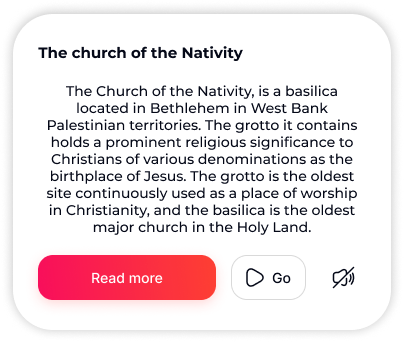 The church of the Nativity
The Church of the Nativity, is a basilica
located in Bethlehem in West Bank
Palestinian territories. The grotto it contains
holds a prominent religious significance to
Christians of various denominations as the
birthplace of Jesus. The grotto is the oldest
site continuously used as a place of worship
in Christianity, and the basilica is the oldest
major church in the Holy Land.
Read more
Go